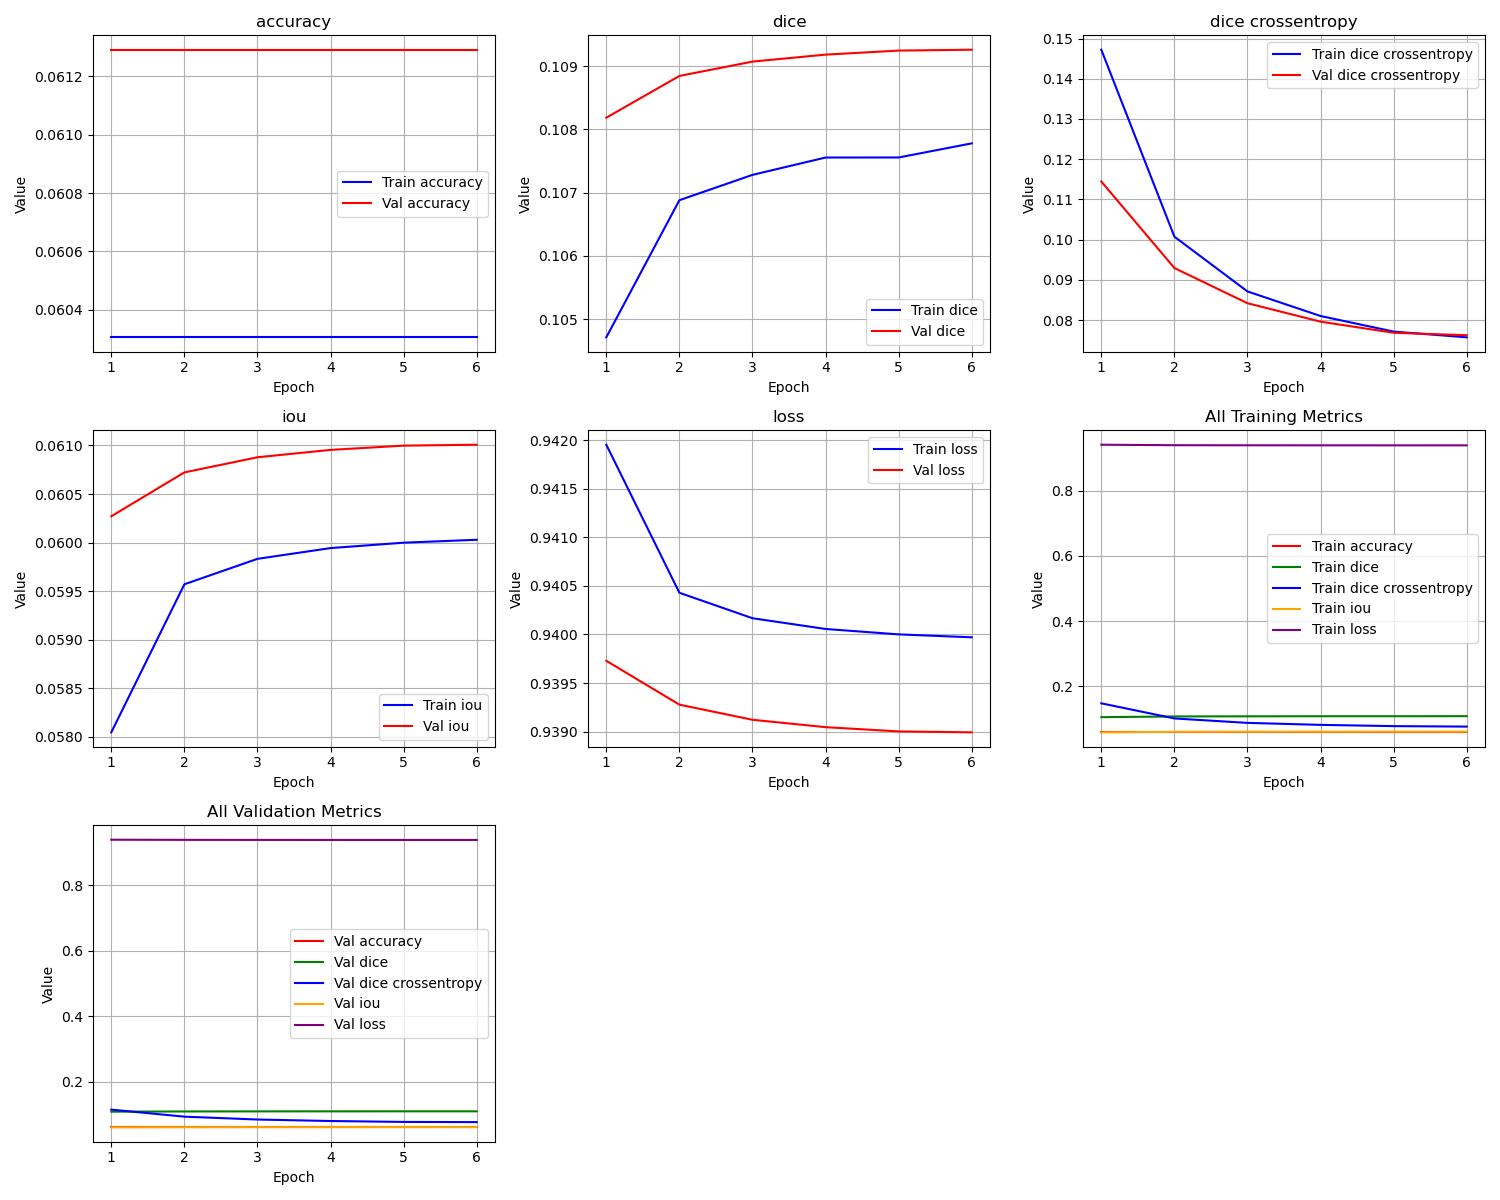 accuracy
Value
0.0612
0.0610
0.0608
0.0606
0.0604
Train accuracy
Val accuracy
1 2 3 4 5 6
Epoch
dice
Value
0.109
0.108
0.107
0.106
0.105
Train dice
Val dice
1 2 3 4 5 6
Epoch
dice crossentropy
Value
0.15
0.14
0.13
0.12
0.11
0.10
0.09
0.08
Train dice crossentropy
Val dice crossentropy
1 2 3 4 5 6
Epoch
iou
Value
0.0610
0.0605
0.0600
0.0595
0.0590
0.0585
0.0580
Train iou
Val iou
1 2 3 4 5 6
Epoch
loss
Value
0.9420
0.9415
0.9410
0.9405
0.9400
0.9395
0.9390
Train loss
Val loss
1 2 3 4 5 6
Epoch
All Training Metrics
Value
0.8
0.6
0.4
0.2
Train accuracy
Train dice
Train dice crossentropy
Train iou
Train loss
1 2 3 4 5 6
Epoch
All Validation Metrics
Value
0.8
0.6
0.4
0.2
Val accuracy
Val dice
Val dice crossentropy
Val iou
Val loss
1 2 3 4 5 6
Epoch